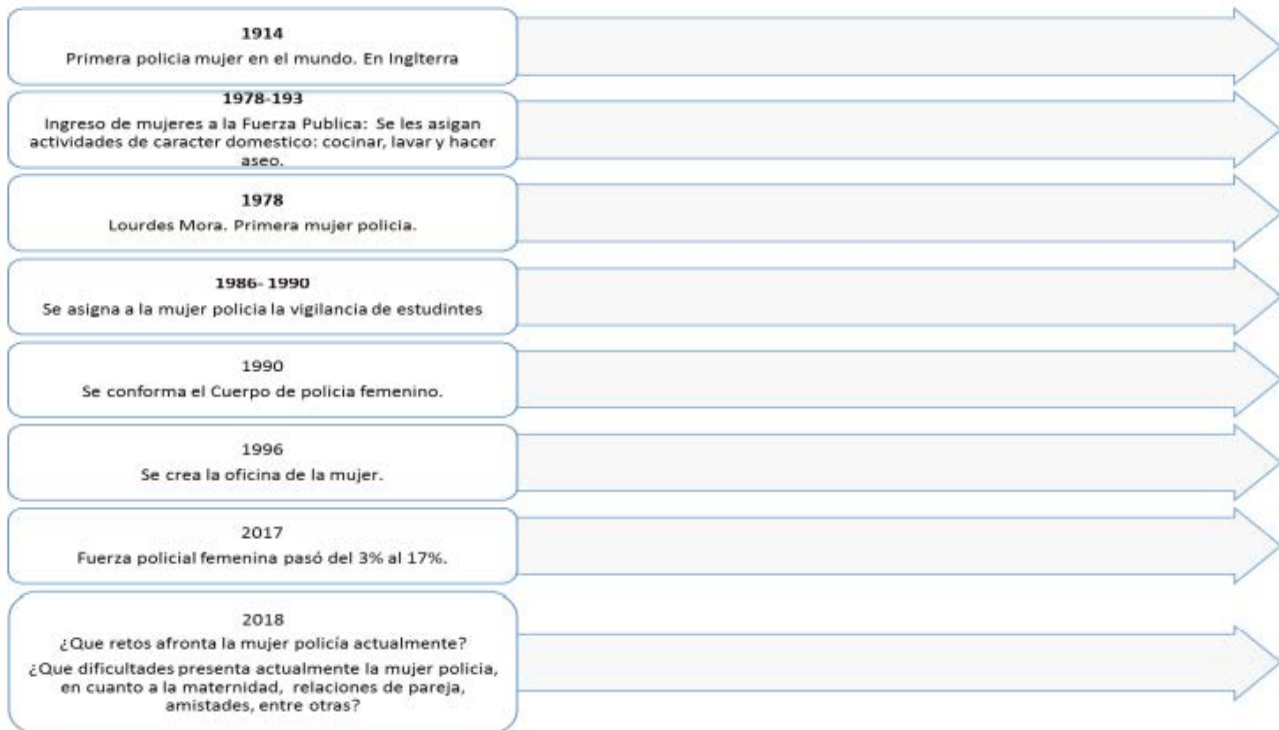 1914
Primera policia mujer en el mundo. En Inglterra
1978-193
Ingreso de mujeres a la Fuerza Publica: Se les asigan
actividades de caracter domestico: cocinar, lavar y hacer
aseo.
1978
Lourdes Mora. Primera mujer policia.
1986- 1990
Se asigna a la mujer policia la vigilancia de estudintes
1990
Se conforma el Cuerpo de policia femenino.
1996
Se crea la oficina de la mujer.
2017
Fuerza policial femenina pasó del 3% al 17%.
2018
¿Que retos afronta la mujer policía actualmente?
¿Que dificultades presenta actualmente la mujer policia,
en cuanto a la maternidad, relaciones de pareja,
amistades, entre otras?